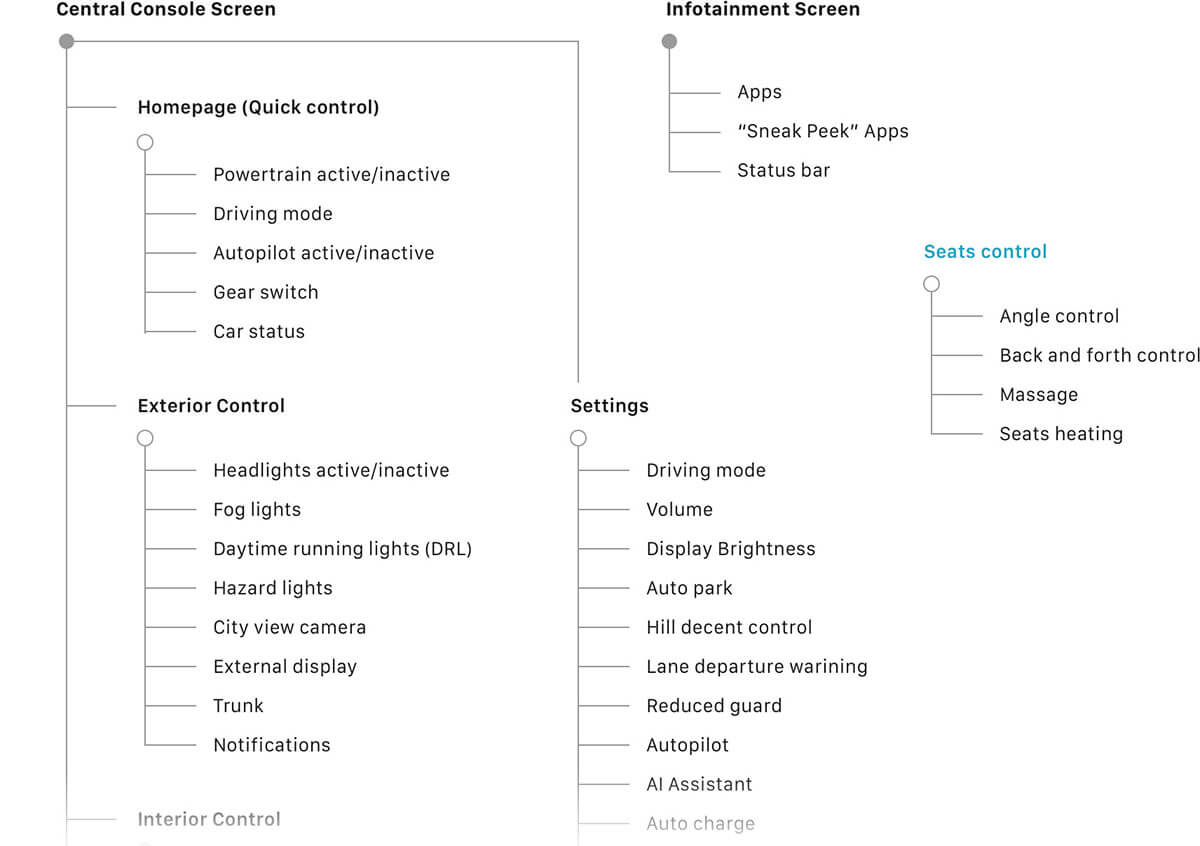 Central Console Screen
Homepage (Quick control)
Powertrain active/inactive
Driving mode
Autopilot active/inactive
Gear switch
Car status
Exterior Control
Headlights active/inactive
Fog lights
Daytime running lights (DRL)
Hazard lights
City view camera
External display
Trunk
Notifications
Interior Control
Settings
Driving mode
Volume
Display Brightness
Auto park
Hill decent control
Lane departure warining
Reduced guard
Autopilot
AI Assistant
Auto charge
Infotainment Screen
Apps
“Sneak Peek” Apps
Status bar
Seats control
Angle control
Back and forth control
Massage
Seats heating